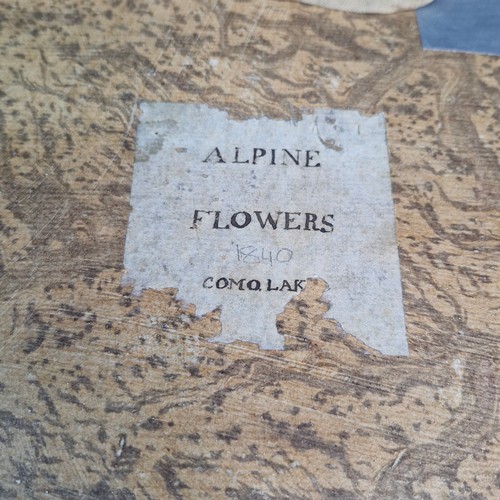 ALPINE
FLOWERS
1840
COMO LAK